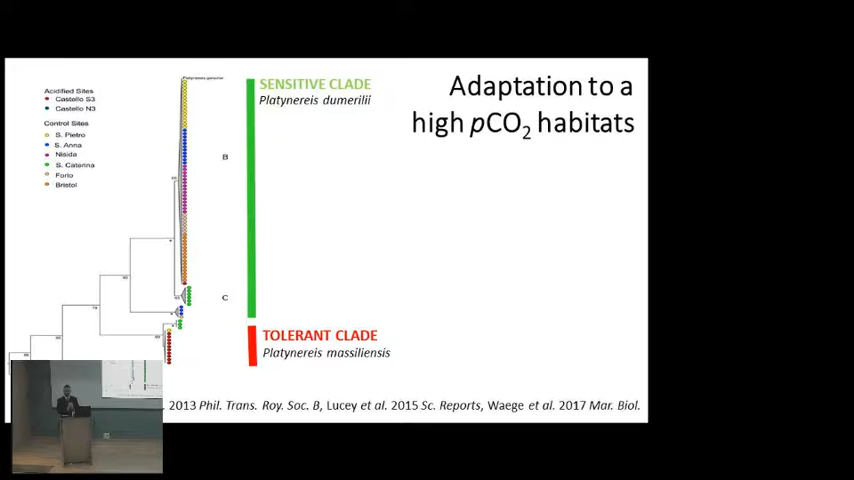 Platynereis genome
SENSITIVE CLADE
Platynereis dumerilii
Adaptation to a
high pCO2 habitats
Acidified Sites
Castello S3
Castello N3
Control Sites
S. Pietro
S. Anna
Nisida
S. Caterina
Forio
Bristol
B
C
TOLERANT CLADE
Platynereis massiliensis
. 2013 Phil. Trans. Roy. Soc. B, Lucey et al. 2015 Sc. Reports, Waege et al. 2017 Mar. Biol.